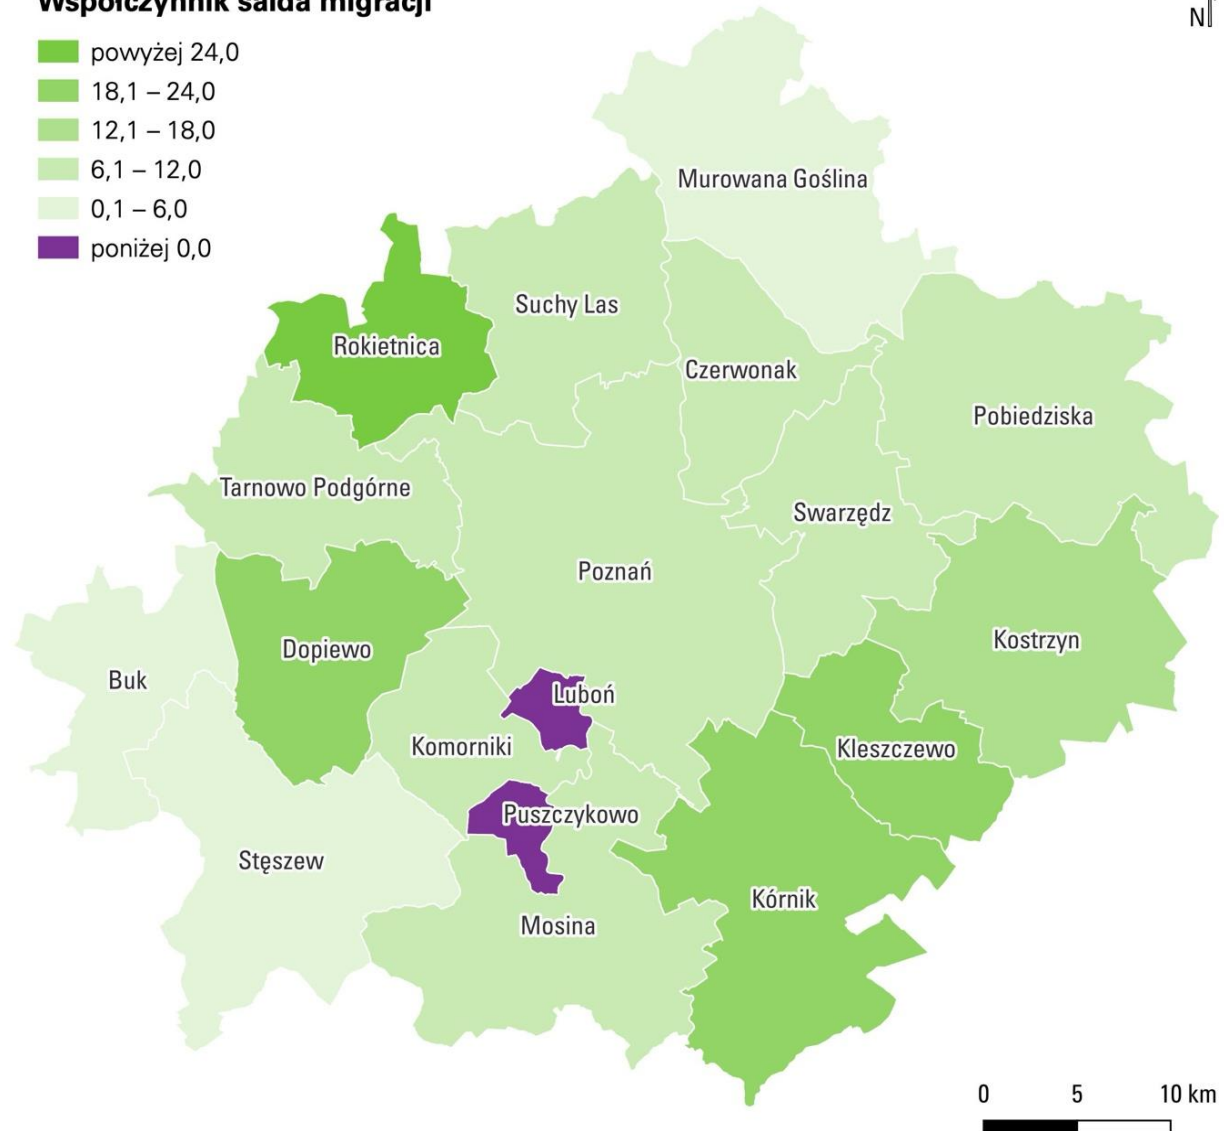 Współczynnik salda migracji
N
powyżej 24,0
18,1 – 24,0
12,1 – 18,0
6,1 – 12,0
0,1 – 6,0
poniżej 0,0
Murowana Goślina
Suchy Las
Rokietnica
Czerwonak
Pobiedziska
Tarnowo Podgórne
Swarzędz
Poznań
Kostrzyn
Dopiewo
Buk
Luboń
Komorniki
Kleszczewo
Puszczykowo
Stęszew
Kórnik
Mosina
0 5 10 km